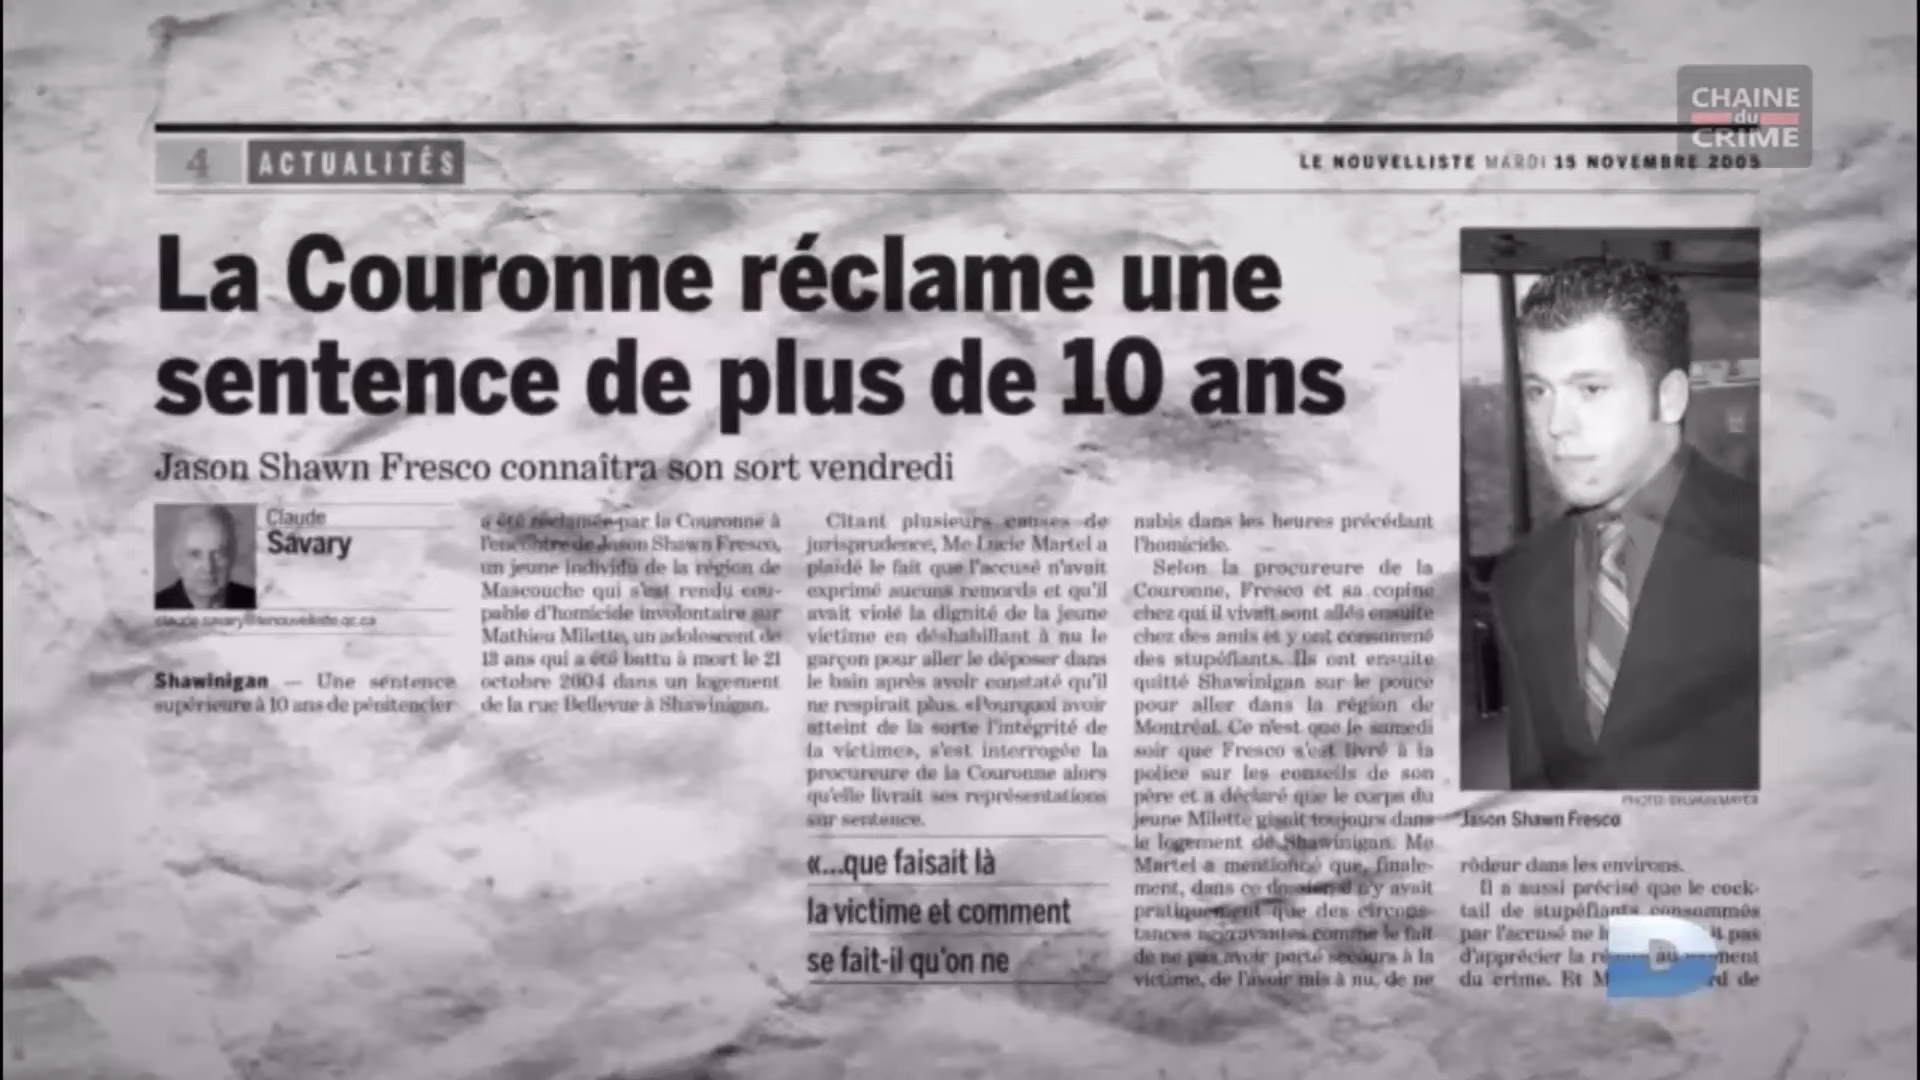 CHAINE
du
CRIME
4 ACTUALITÉS
LE NOUVELLISTE MARDI 15 NOVEMBRE 2005
La Couronne réclame une
sentence de plus de 10 ans
Jason Shawn Fresco connaîtra son sort vendredi
Claude
Savary
claude.savary@lenouvelliste.qc.ca
Shawinigan — Une sentence
supérieure à 10 ans de pénitencier
a été réclamée par la Couronne à
l'encontre de Jason Shawn Fresco,
un jeune individu de la région de
Mascouche qui s'est rendu cou-
pable d'homicide involontaire sur
Mathieu Milette, un adolescent de
13 ans qui a été battu à mort le 21
octobre 2004 dans un logement
de la rue Bellevue à Shawinigan.
Citant plusieurs causes de
jurisprudence, Me Lucie Martel a
plaidé le fait que l'accusé n'avait
exprimé aucuns remords et qu'il
avait violé la dignité de la jeune
victime en déshabillant à nu le
garçon pour aller le déposer dans
le bain après avoir constaté qu'il
ne respirait plus. «Pourquoi avoir
atteint de la sorte l'intégrité de
la victime», s'est interrogée la
procureure de la Couronne alors
qu'elle livrait ses représentations
sur sentence.
«...que faisait là
la victime et comment
se fait-il qu'on ne
nabis dans les heures précédant
l'homicide.
Selon la procureure de la
Couronne, Fresco et sa copine
chez qui il vivait sont allés ensuite
chez des amis et y ont consommé
des stupéfiants. Ils ont ensuite
quitté Shawinigan sur le pouce
pour aller dans la région de
Montréal. Ce n'est que le samedi
soir que Fresco s'est livré à la
police sur les conseils de son
père et a déclaré que le corps du
jeune Milette gisait toujours dans
le logement de Shawinigan. Me
Martel a mentionné que, finale-
ment, dans ce dossier, il n'y avait
pratiquement que des circons-
tances aggravantes comme le fait
de ne pas avoir porté secours à la
victime, de l'avoir mis à nu, de ne
PHOTO: SYLVAIN MAYER
Jason Shawn Fresco
rôdeur dans les environs.
Il a aussi précisé que le cock-
tail de stupéfiants consommés
par l'accusé ne pas
d'apprécier la au
du crime. Et de
D